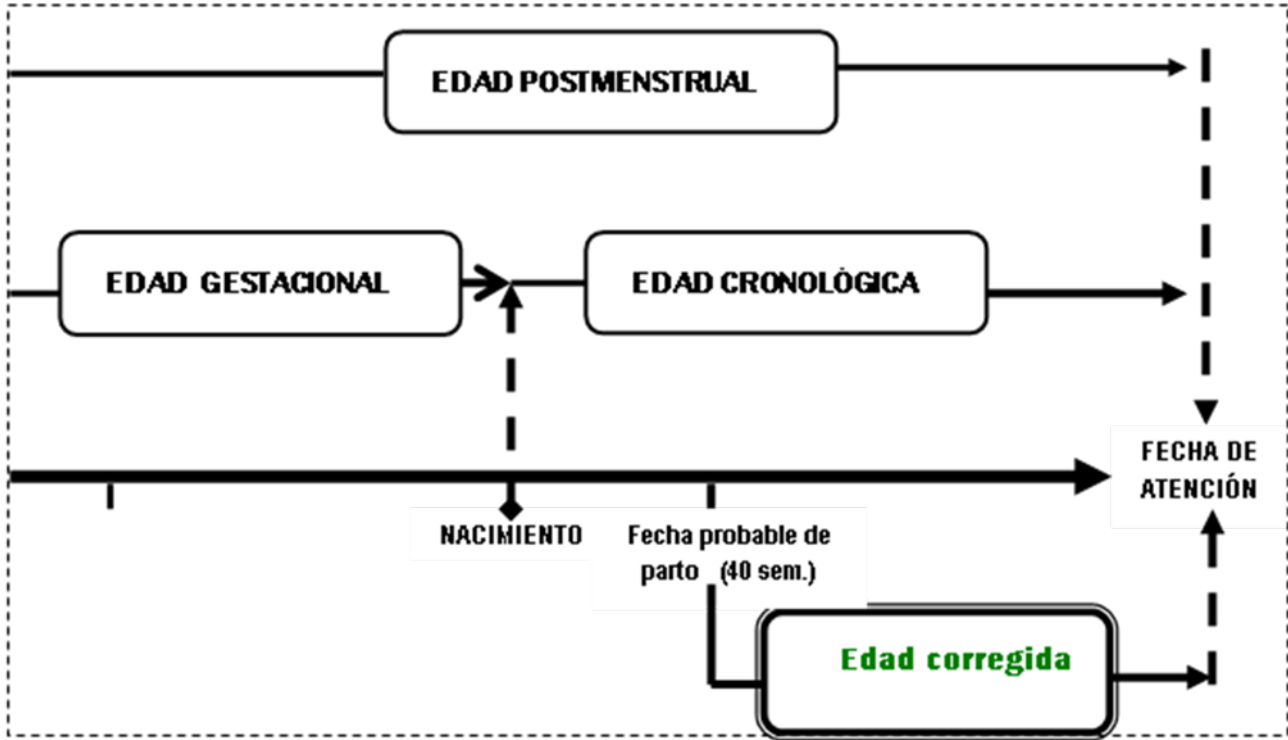 EDAD POSTMENSTRUAL
EDAD GESTACIONAL
EDAD CRONOLÓGICA
FECHA DE
ATENCIÓN
NACIMIENTO
Fecha probable de
parto (40 sem.)
Edad corregida